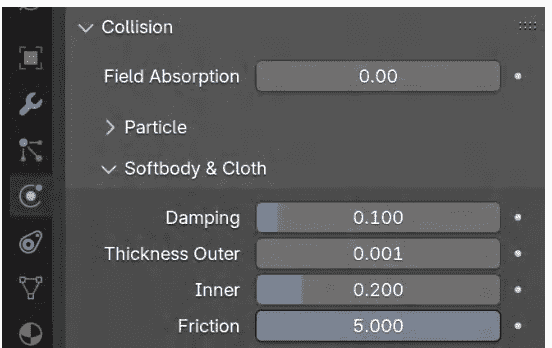 Collision
Field Absorption 0.00
Particle
Softbody & Cloth
Damping 0.100
Thickness Outer 0.001
Inner 0.200
Friction 5.000